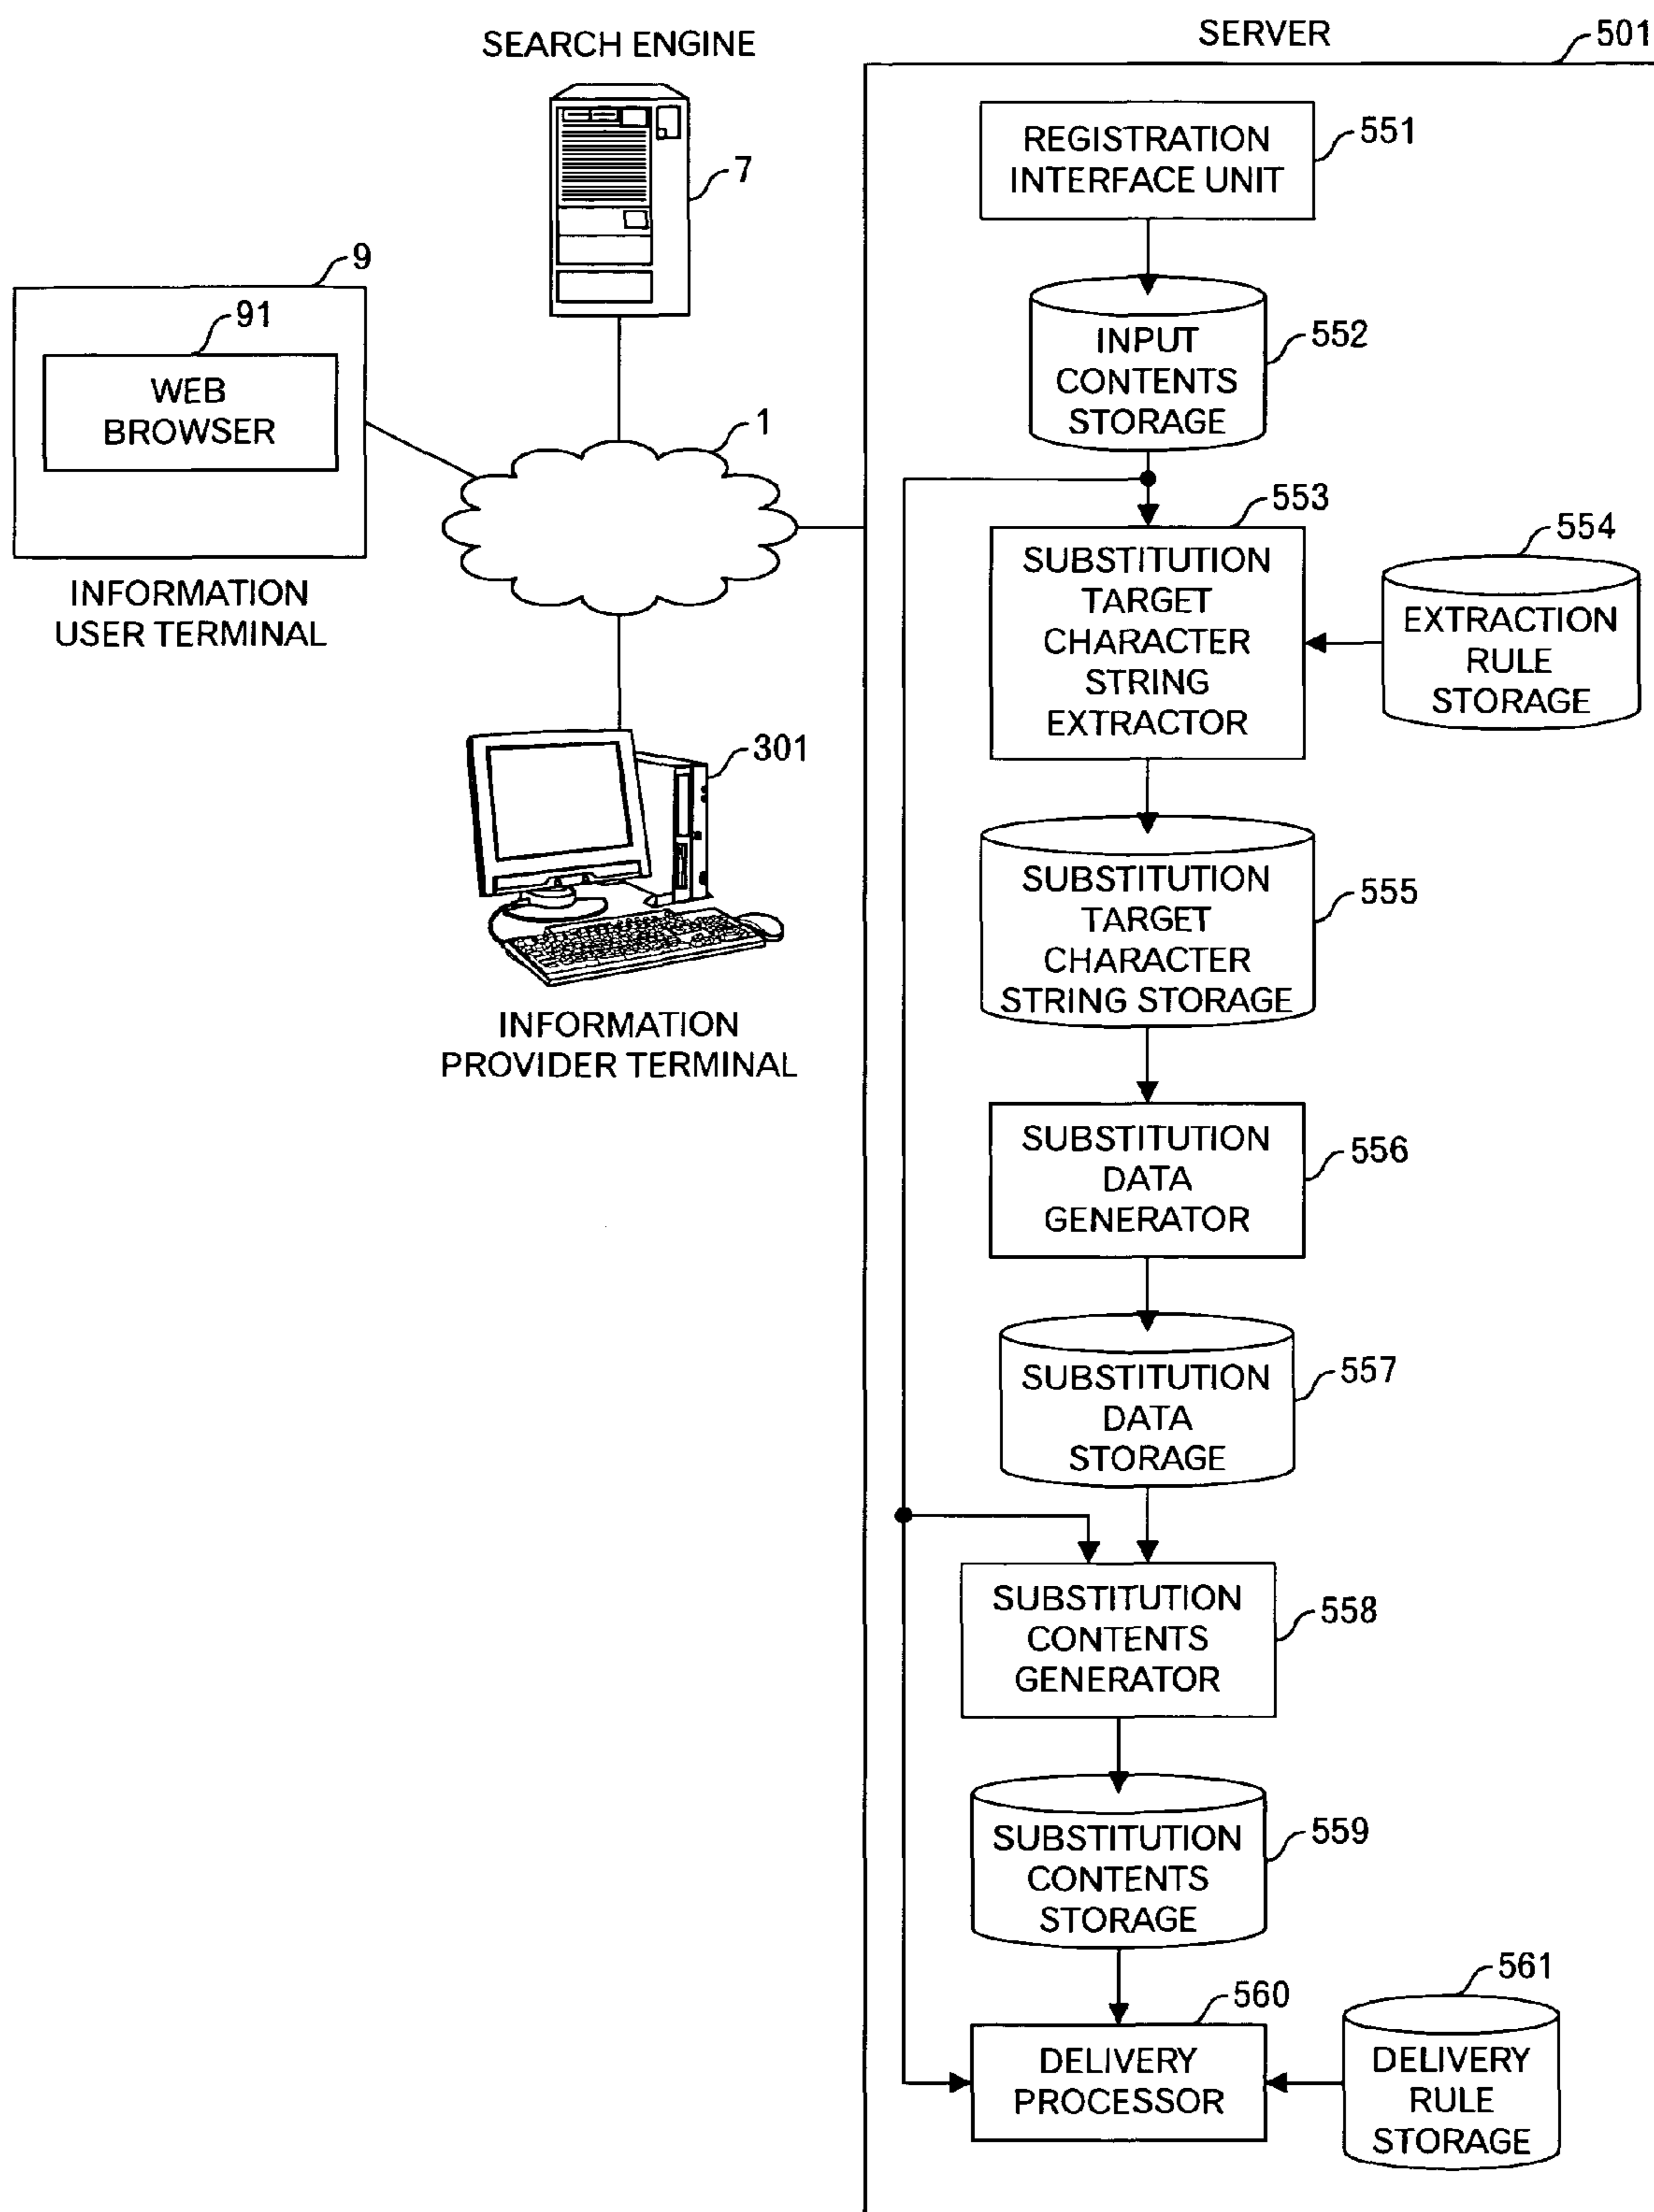 SEARCH ENGINE
7
9
91
WEB
BROWSER
INFORMATION
USER TERMINAL
1
301
INFORMATION
PROVIDER TERMINAL
SERVER
501
REGISTRATION
INTERFACE UNIT
551
INPUT
CONTENTS
STORAGE
552
553
SUBSTITUTION
TARGET
CHARACTER
STRING
EXTRACTOR
554
EXTRACTION
RULE
STORAGE
SUBSTITUTION
TARGET
CHARACTER
STRING STORAGE
555
SUBSTITUTION
DATA
GENERATOR
556
SUBSTITUTION
DATA
STORAGE
557
SUBSTITUTION
CONTENTS
GENERATOR
558
SUBSTITUTION
CONTENTS
STORAGE
559
560
DELIVERY
PROCESSOR
561
DELIVERY
RULE
STORAGE